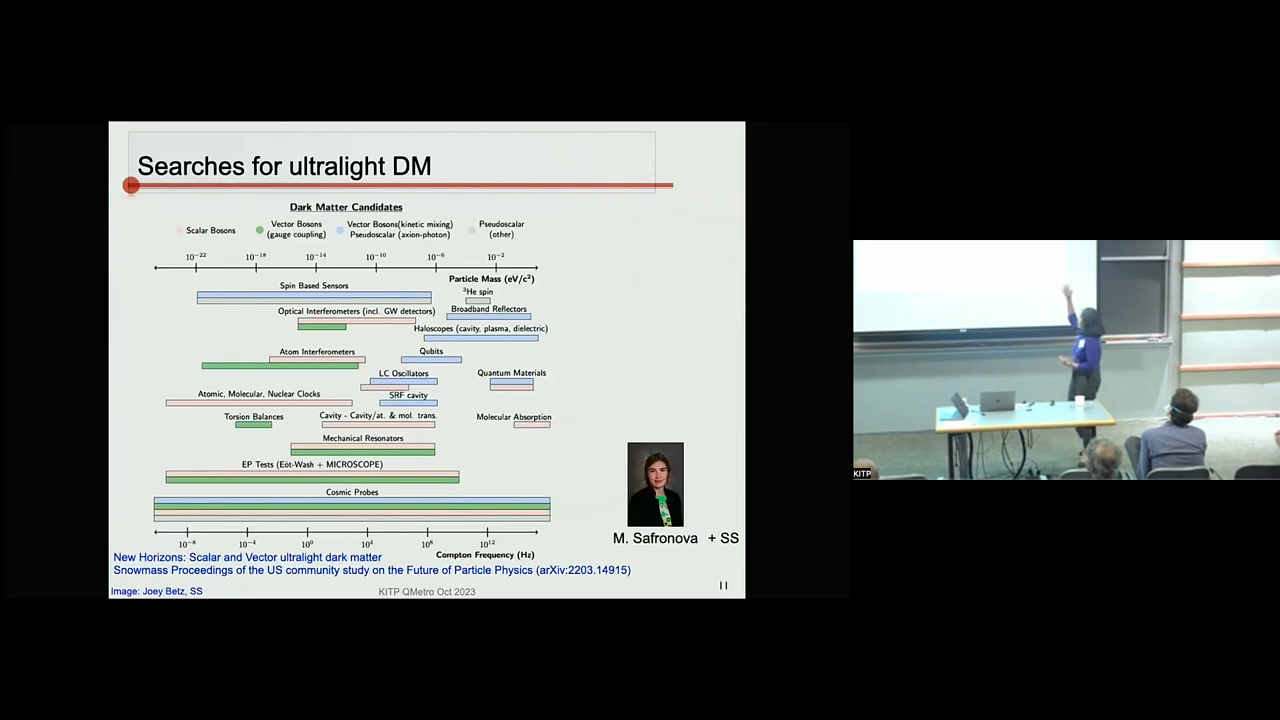 Searches for ultralight DM
Dark Matter Candidates
Scalar Bosons
Vector Bosons
(gauge coupling)
Vector Bosons(kinetic mixing)
Pseudoscalar (axion-photon)
Pseudoscalar
(other)
10⁻²² 10⁻¹⁸ 10⁻¹⁴ 10⁻¹⁰ 10⁻⁶ 10⁻²
Particle Mass (eV/c²)
Spin Based Sensors
³He spin
Optical Interferometers (incl. GW detectors)
Broadband Reflectors
Haloscopes (cavity, plasma, dielectric)
Atom Interferometers
Qubits
LC Oscillators
Quantum Materials
Atomic, Molecular, Nuclear Clocks
SRF cavity
Torsion Balances
Cavity - Cavity/at. & mol. trans.
Molecular Absorption
Mechanical Resonators
EP Tests (Eöt-Wash + MICROSCOPE)
Cosmic Probes
10⁻⁸ 10⁻⁴ 10⁰ 10⁴ 10⁸ 10¹²
Compton Frequency (Hz)
M. Safronova + SS
New Horizons: Scalar and Vector ultralight dark matter
Snowmass Proceedings of the US community study on the Future of Particle Physics (arXiv:2203.14915)
Image: Joey Betz, SS
KITP QMetro Oct 2023
11
KITP